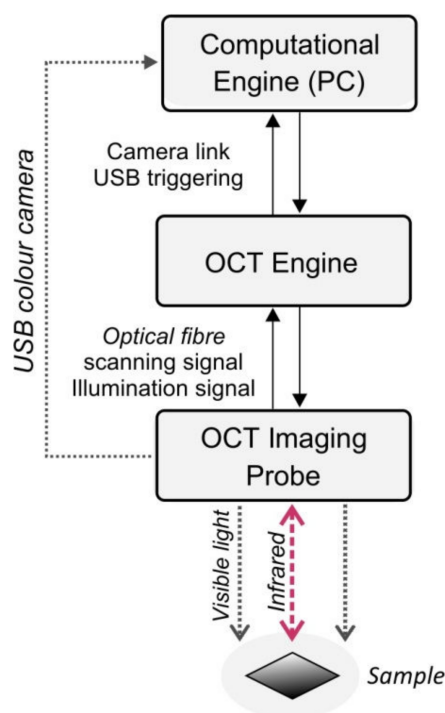 Computational
Engine (PC)
Camera link
USB triggering
USB colour camera
OCT Engine
Optical fibre
scanning signal
Illumination signal
OCT Imaging
Probe
Visible light
Infrared
Sample